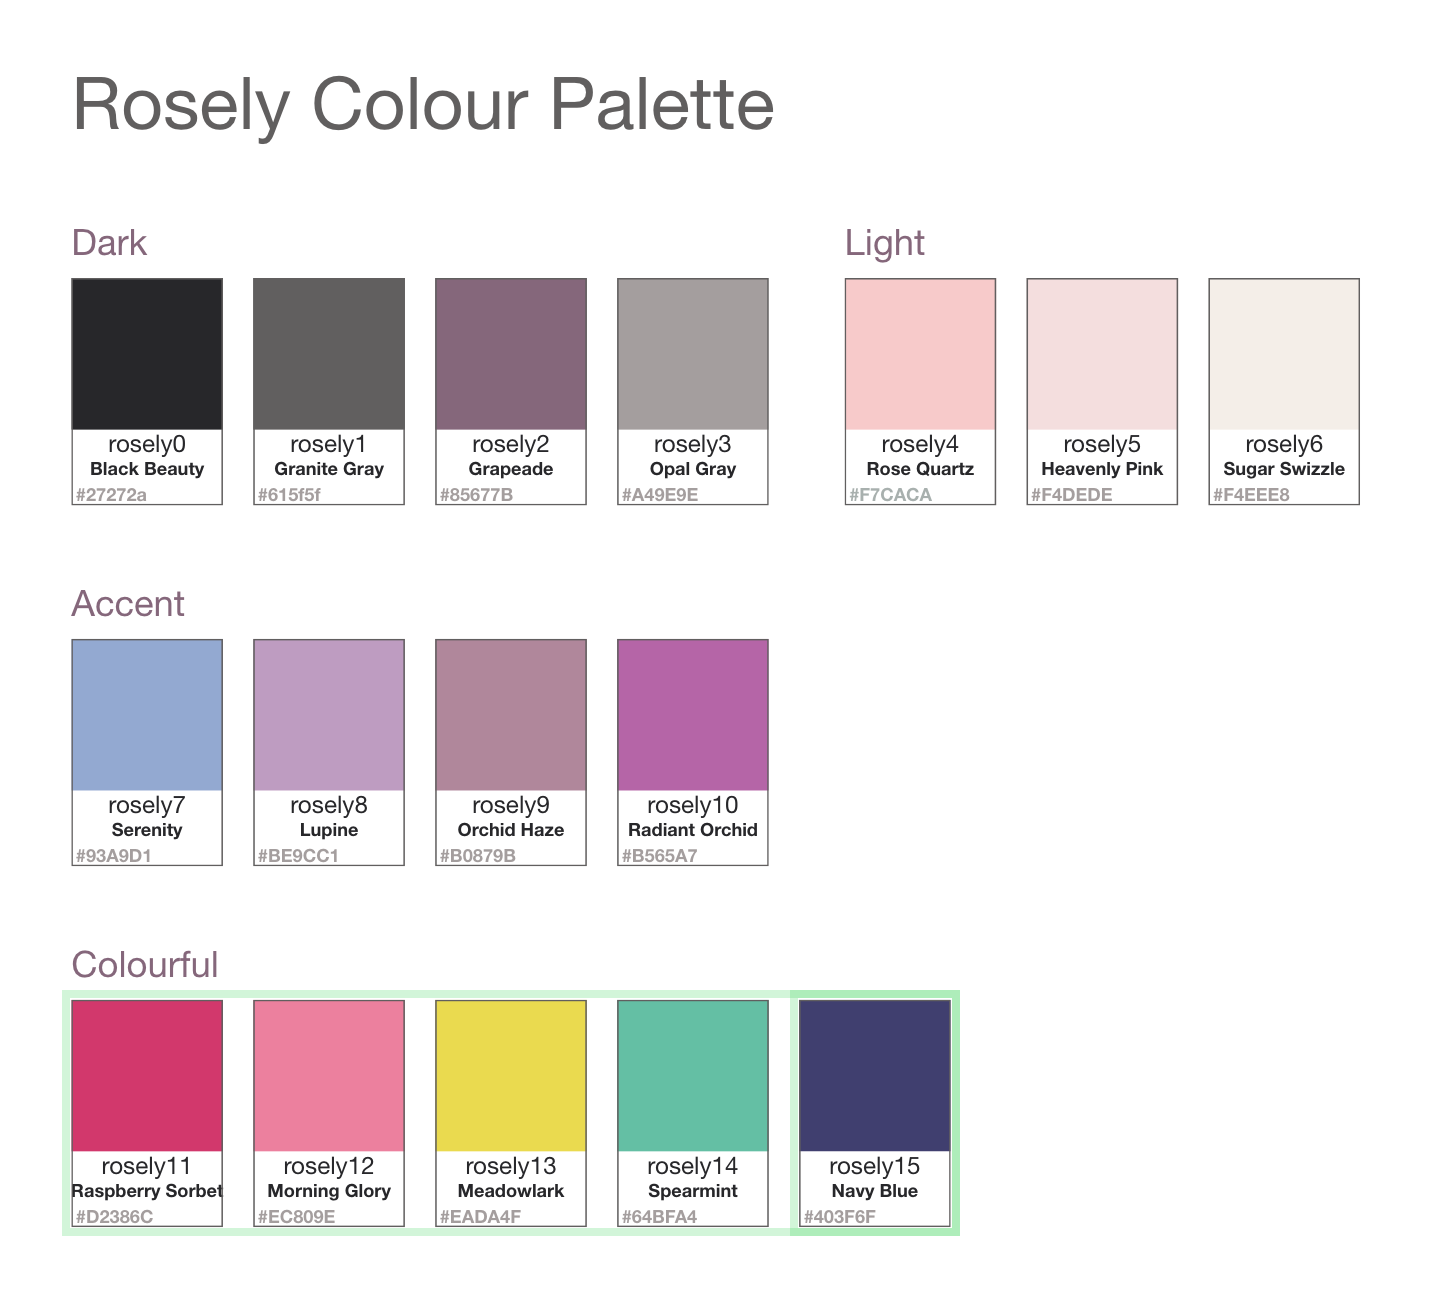 Rosely Colour Palette
Dark
Light
rosely0
Black Beauty
#27272a
rosely1
Granite Gray
#615f5f
rosely2
Grapeade
#85677B
rosely3
Opal Gray
#A49E9E
rosely4
Rose Quartz
#F7CACA
rosely5
Heavenly Pink
#F4DEDE
rosely6
Sugar Swizzle
#F4EEE8
Accent
rosely7
Serenity
#93A9D1
rosely8
Lupine
#BE9CC1
rosely9
Orchid Haze
#B0879B
rosely10
Radiant Orchid
#B565A7
Colourful
rosely11
Raspberry Sorbet
#D2386C
rosely12
Morning Glory
#EC809E
rosely13
Meadowlark
#EADA4F
rosely14
Spearmint
#64BFA4
rosely15
Navy Blue
#403F6F